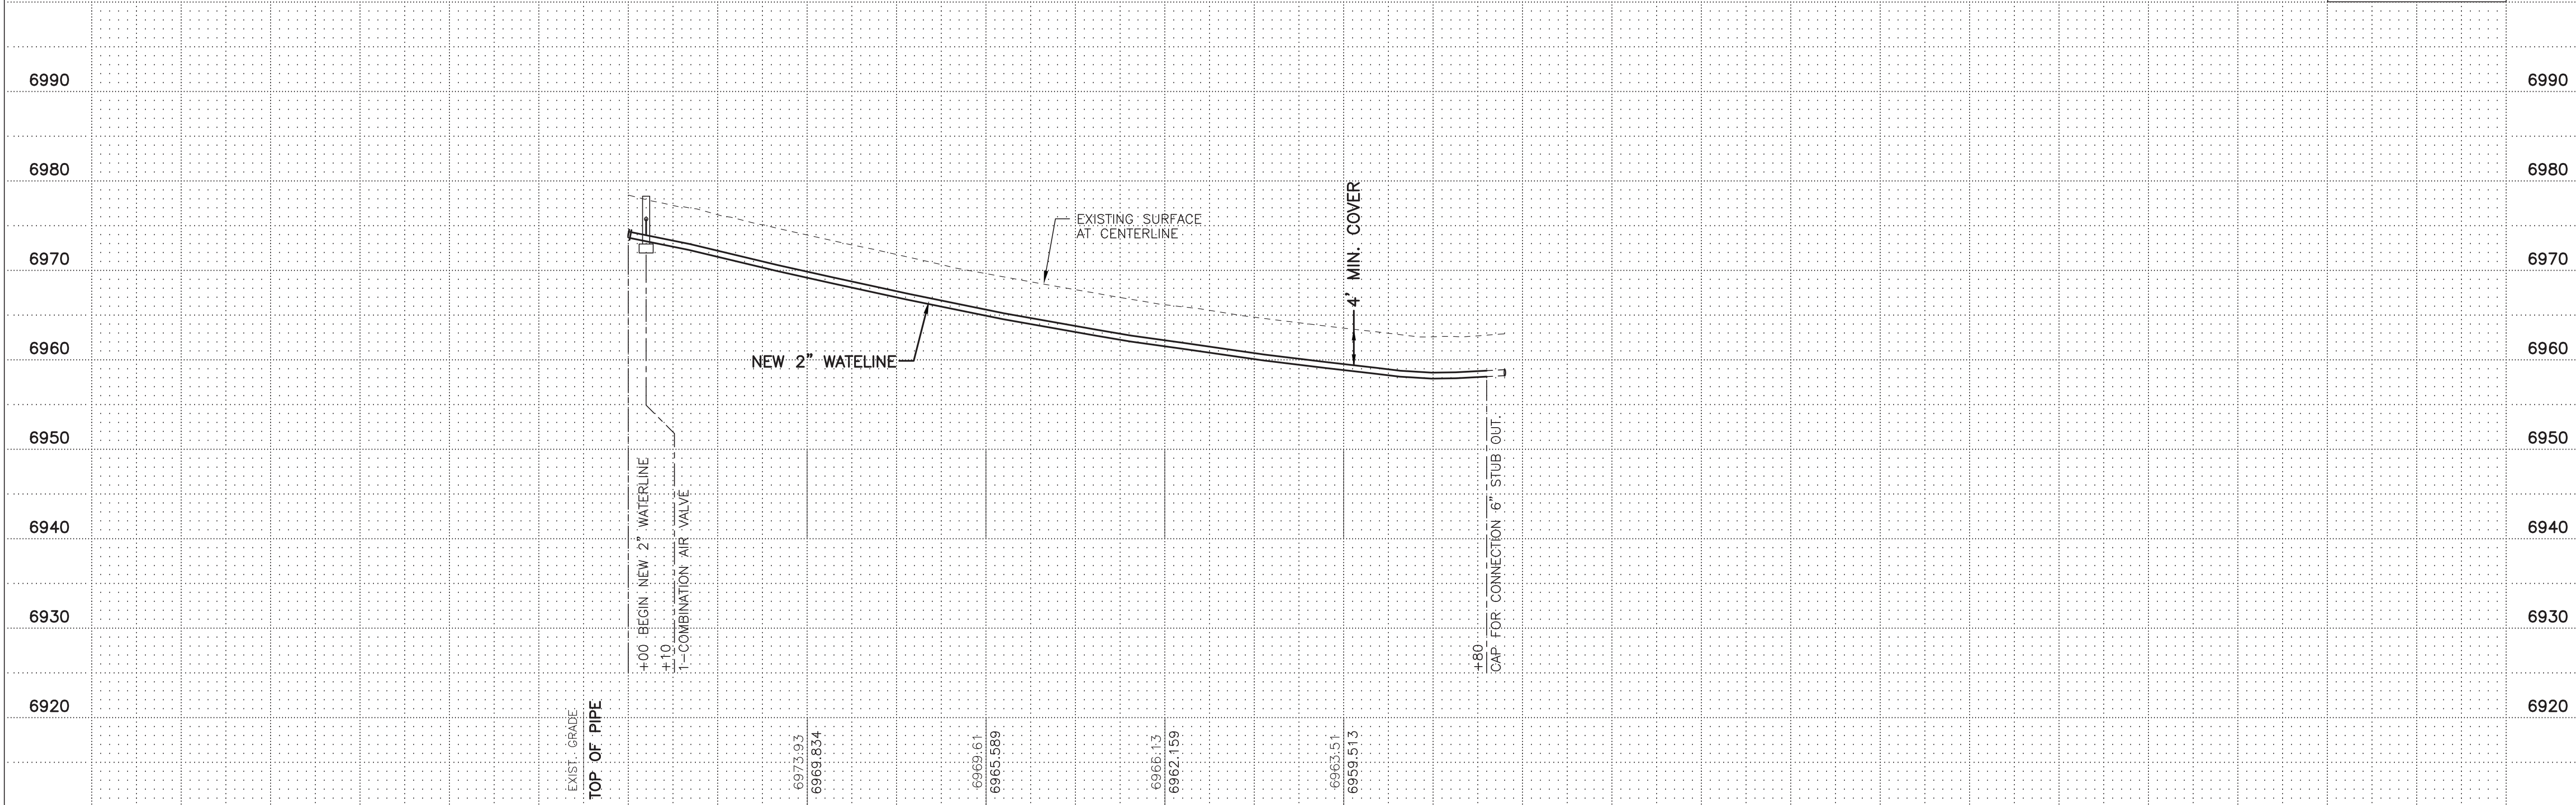 6990
6990
6980
6980
6970
6970
6960
6960
6950
6950
6940
6940
6930
6930
6920
6920
EXISTING SURFACE
AT CENTERLINE
4' MIN. COVER
NEW 2" WATELINE
+00 BEGIN NEW 2" WATERLINE
+10
1-COMBINATION AIR VALVE
+80
CAP FOR CONNECTION 6" STUB OUT.
EXIST. GRADE
TOP OF PIPE
6973.93
6969.834
6969.61
6965.589
6966.13
6962.159
6963.51
6959.513